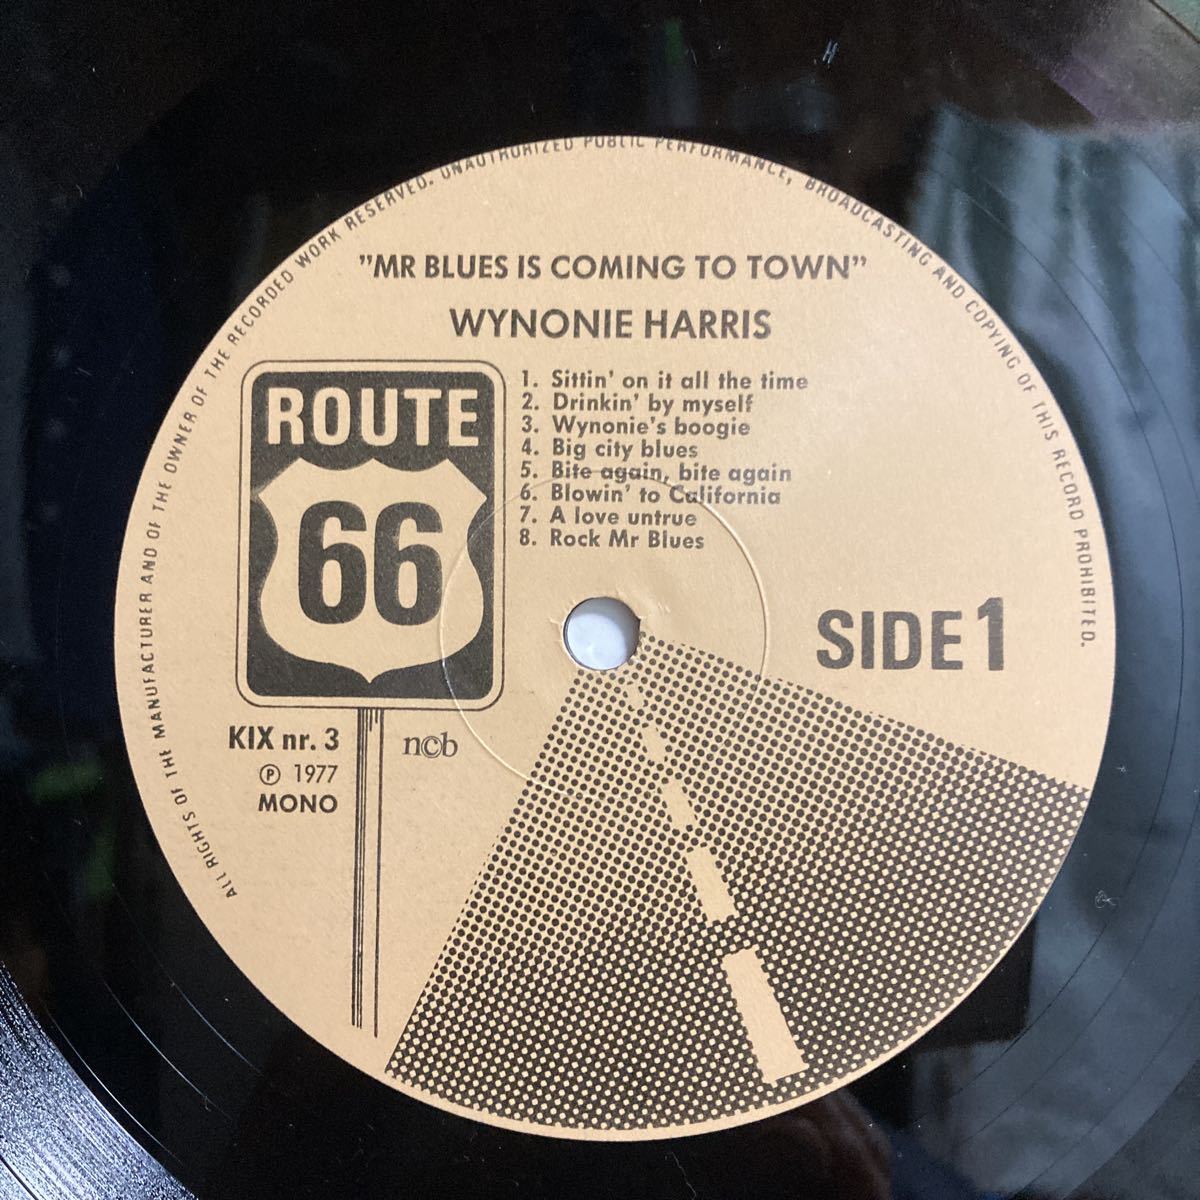 ALL RIGHTS OF THE MANUFACTURER AND OF THE OWNER OF THE RECORDED WORK RESERVED. UNAUTHORIZED PUBLIC PERFORMANCE, BROADCASTING AND COPYING OF THIS RECORD PROHIBITED.
"MR BLUES IS COMING TO TOWN"
WYNONIE HARRIS
ROUTE
66
1. Sittin' on it all the time
2. Drinkin' by myself
3. Wynonie's boogie
4. Big city blues
5. Bite again, bite again
6. Blowin' to California
7. A love untrue
8. Rock Mr Blues
SIDE 1
KIX nr. 3
ncb
℗ 1977
MONO